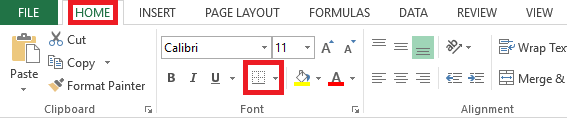 FILE HOME INSERT PAGE LAYOUT FORMULAS DATA REVIEW VIEW
Cut
Copy
Format Painter
Paste
Clipboard
Calibri 11 A A
B I U A
Font
Wrap Text
Merge &
Alignment